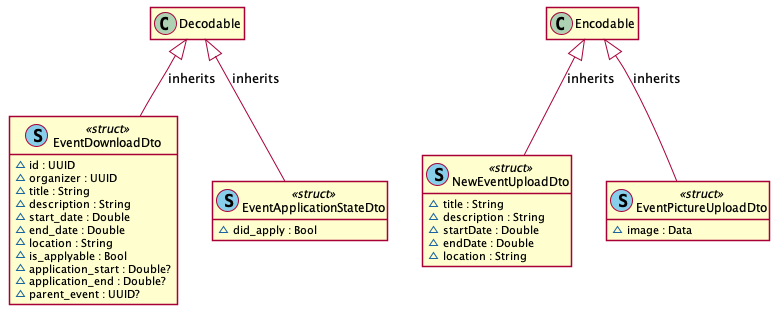 C Decodable
C Encodable
inherits
inherits
inherits
inherits
S «struct»
EventDownloadDto
~ id : UUID
~ organizer : UUID
~ title : String
~ description : String
~ start_date : Double
~ end_date : Double
~ location : String
~ is_applyable : Bool
~ application_start : Double?
~ application_end : Double?
~ parent_event : UUID?
S «struct»
EventApplicationStateDto
~ did_apply : Bool
S «struct»
NewEventUploadDto
~ title : String
~ description : String
~ startDate : Double
~ endDate : Double
~ location : String
S «struct»
EventPictureUploadDto
~ image : Data